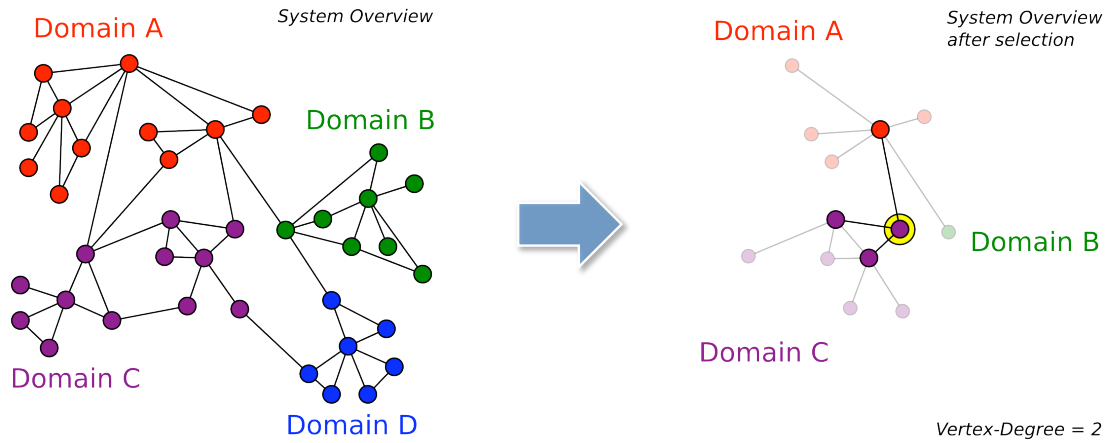 System Overview
Domain A
Domain B
Domain C
Domain D
System Overview
after selection
Domain A
Domain B
Domain C
Vertex-Degree = 2